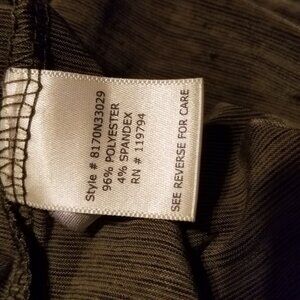 Style # 8170N33029
96% POLYESTER
4% SPANDEX
RN # 119794
SEE REVERSE FOR CARE